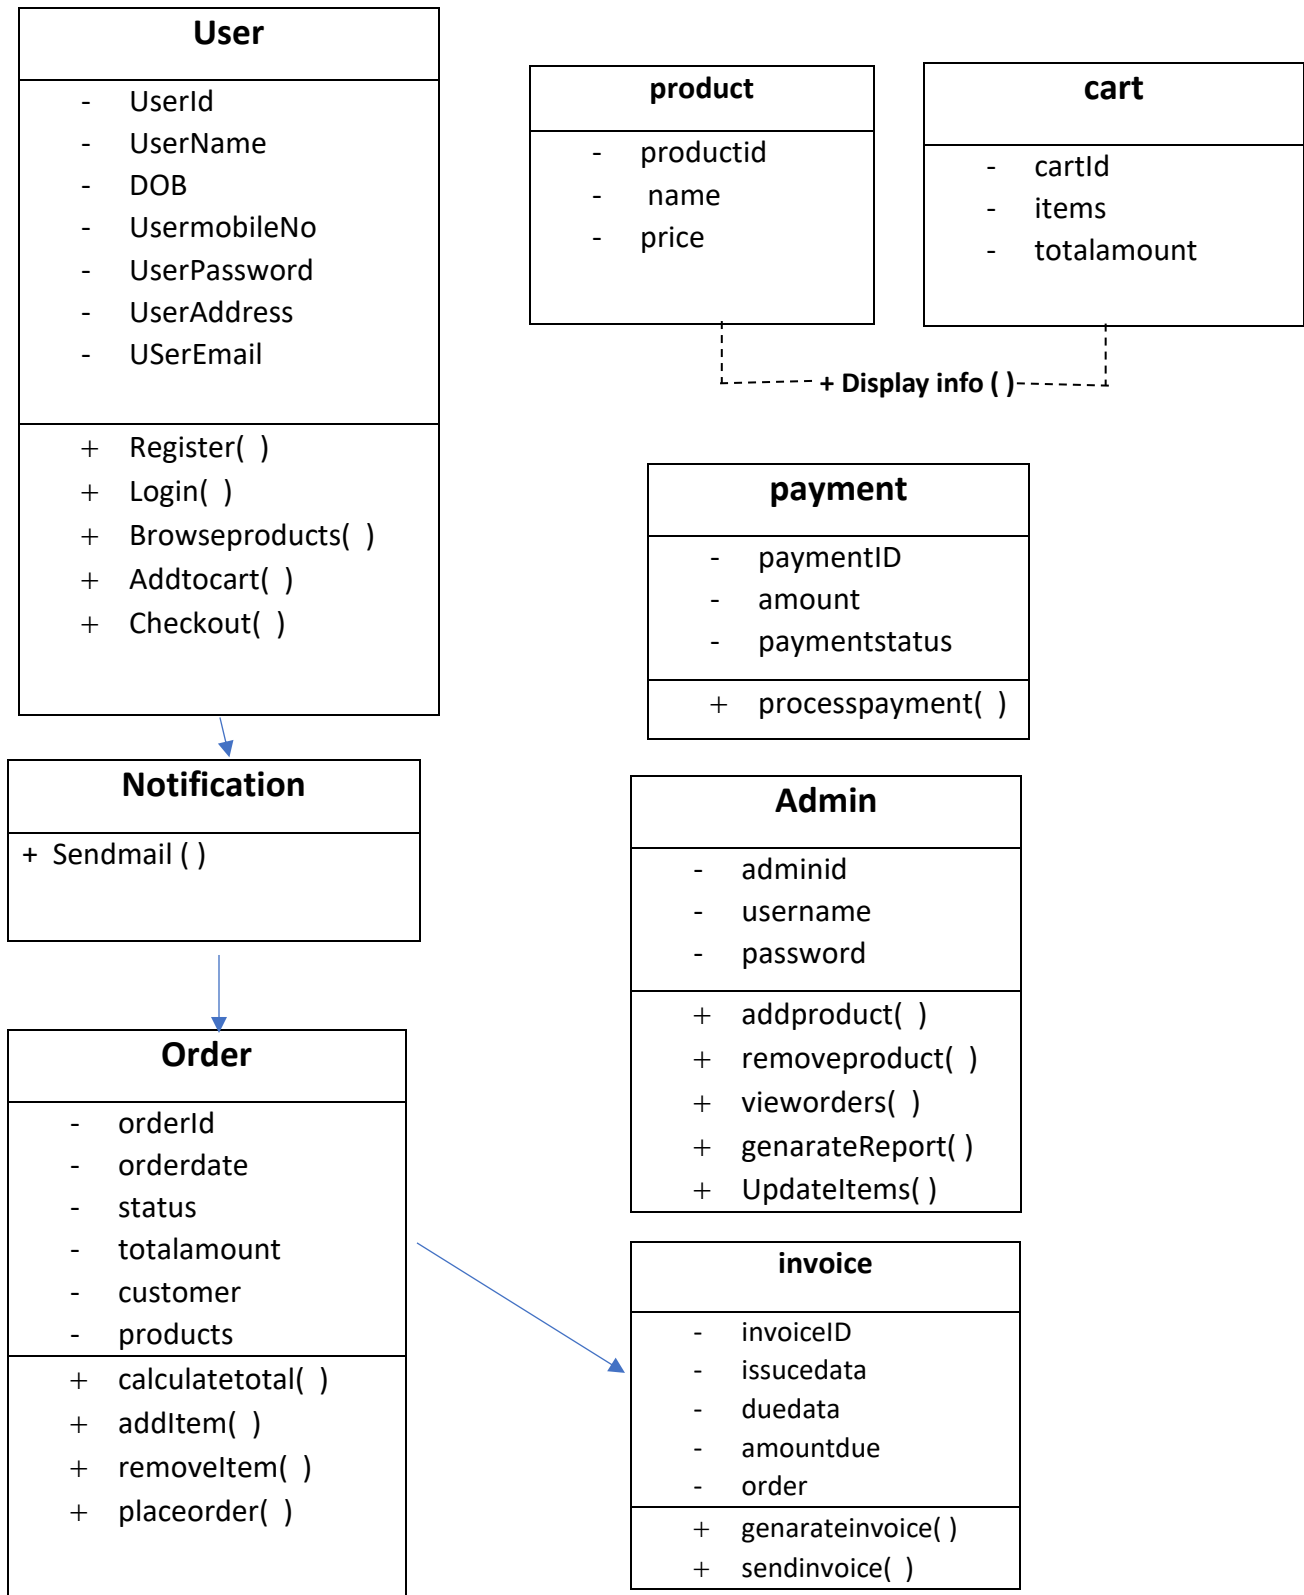 User
- UserId
- UserName
- DOB
- UsermobileNo
- UserPassword
- UserAddress
- USerEmail
+ Register( )
+ Login( )
+ Browseproducts( )
+ Addtocart( )
+ Checkout( )
product
- productid
- name
- price
cart
- cartId
- items
- totalamount
+ Display info ( )
payment
- paymentID
- amount
- paymentstatus
+ processpayment( )
Notification
+ Sendmail ( )
Admin
- adminid
- username
- password
+ addproduct( )
+ removeproduct( )
+ vieworders( )
+ genarateReport( )
+ UpdateItems( )
Order
- orderId
- orderdate
- status
- totalamount
- customer
- products
+ calculatetotal( )
+ addItem( )
+ removeItem( )
+ placeorder( )
invoice
- invoiceID
- issucedata
- duedata
- amountdue
- order
+ genarateinvoice( )
+ sendinvoice( )